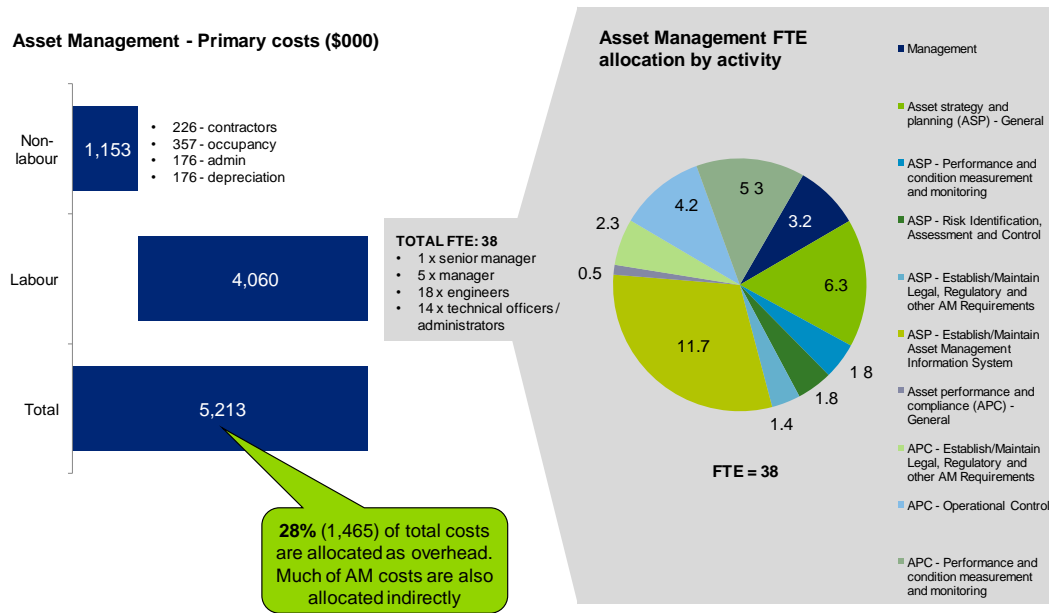 Asset Management - Primary costs ($000)
Non-
labour
1,153
• 226 - contractors
• 357 - occupancy
• 176 - admin
• 176 - depreciation
Labour
4,060
Total
5,213
28% (1,465) of total costs
are allocated as overhead.
Much of AM costs are also
allocated indirectly
TOTAL FTE: 38
• 1 x senior manager
• 5 x manager
• 18 x engineers
• 14 x technical officers /
administrators
Asset Management FTE
allocation by activity
5 3
3.2
6.3
1 8
1.8
1.4
11.7
0.5
2.3
4.2
FTE = 38
Management
Asset strategy and
planning (ASP) - General
ASP - Performance and
condition measurement
and monitoring
ASP - Risk Identification,
Assessment and Control
ASP - Establish/Maintain
Legal, Regulatory and
other AM Requirements
ASP - Establish/Maintain
Asset Management
Information System
Asset performance and
compliance (APC) -
General
APC - Establish/Maintain
Legal, Regulatory and
other AM Requirements
APC - Operational Control
APC - Performance and
condition measurement
and monitoring